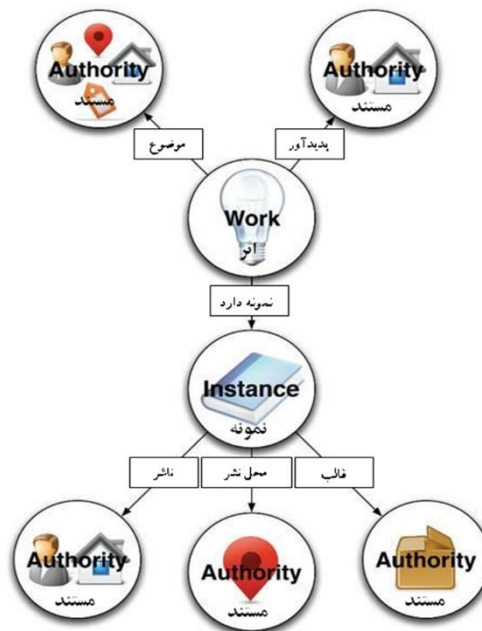 Authority
مستند
Authority
مستند
موضوع
پدیدآور
Work
اثر
نمونه دارد
Instance
نمونه
ناشر
محل نشر
قالب
Authority
مستند
Authority
مستند
Authority
مستند